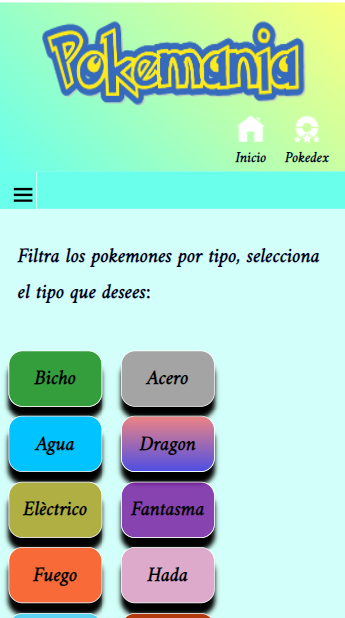 Pokemania
Inicio Pokedex
Filtra los pokemones por tipo, selecciona
el tipo que desees:
Bicho Acero
Agua Dragon
Elèctrico Fantasma
Fuego Hada